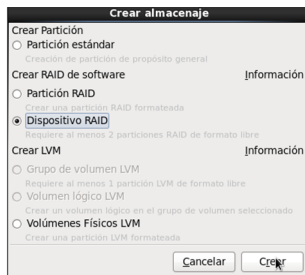 Crear almacenaje
Crear Partición
Partición estándar
Creación de partición de propósito general
Crear RAID de software Información
Partición RAID
Crear una partición RAID formateada
Dispositivo RAID
Requiere al menos 2 particiones RAID de formato libre
Crear LVM Información
Grupo de volumen LVM
Requiere al menos 1 partición LVM de formato libre
Volumen lógico LVM
Crear un volumen lógico en el grupo de volumen seleccionado
Volúmenes Físicos LVM
Crear una partición LVM formateada
Cancelar Crear